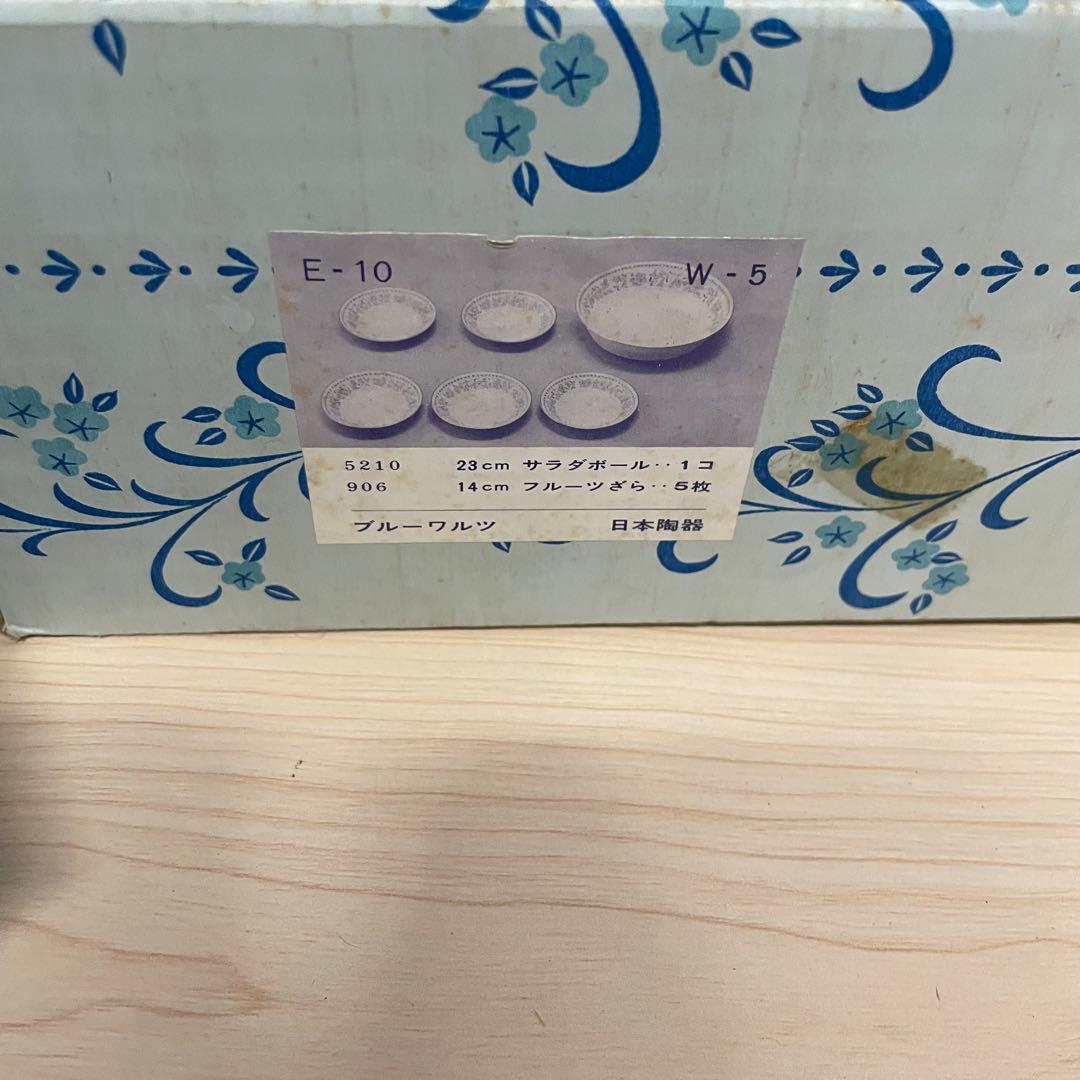 E-10 W-5
5210 23cm サラダボール‥1コ
906 14cm フルーツざら‥5枚
ブルーワルツ 日本陶器